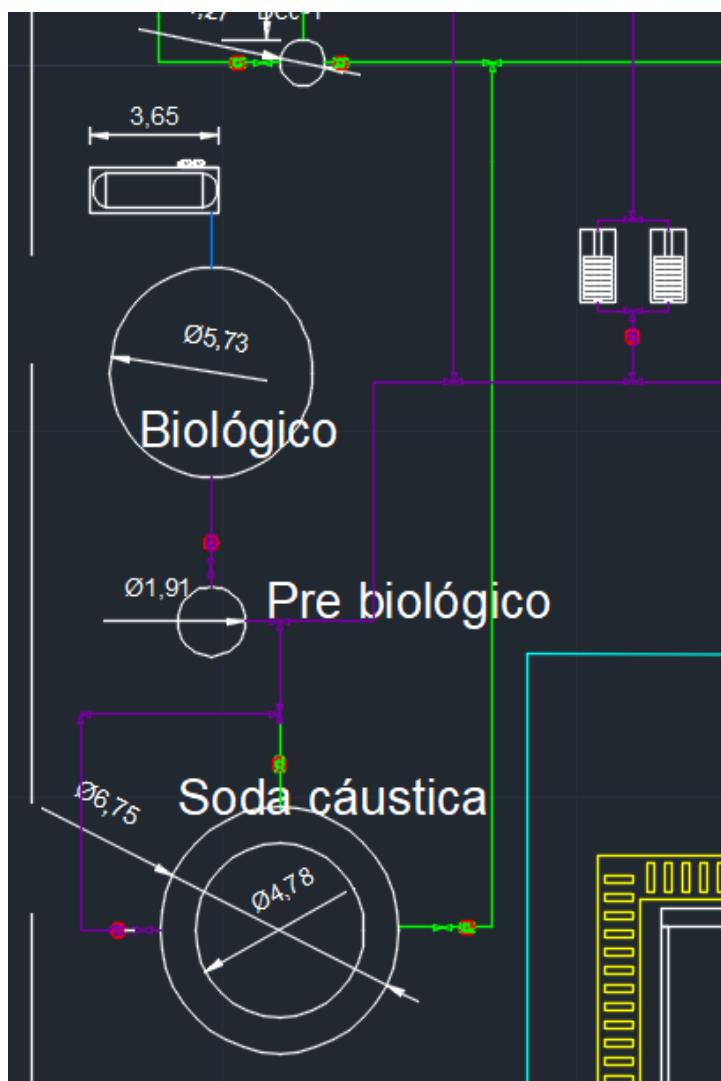 3,65
Ø5,73
Biológico
Ø1,91
Pre biológico
Soda cáustica
Ø6,75
Ø4,78